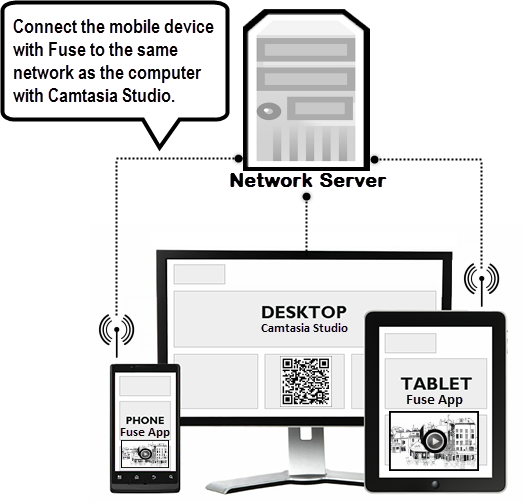 Connect the mobile device
with Fuse to the same
network as the computer
with Camtasia Studio.
Network Server
DESKTOP
Camtasia Studio
TABLET
Fuse App
PHONE
Fuse App